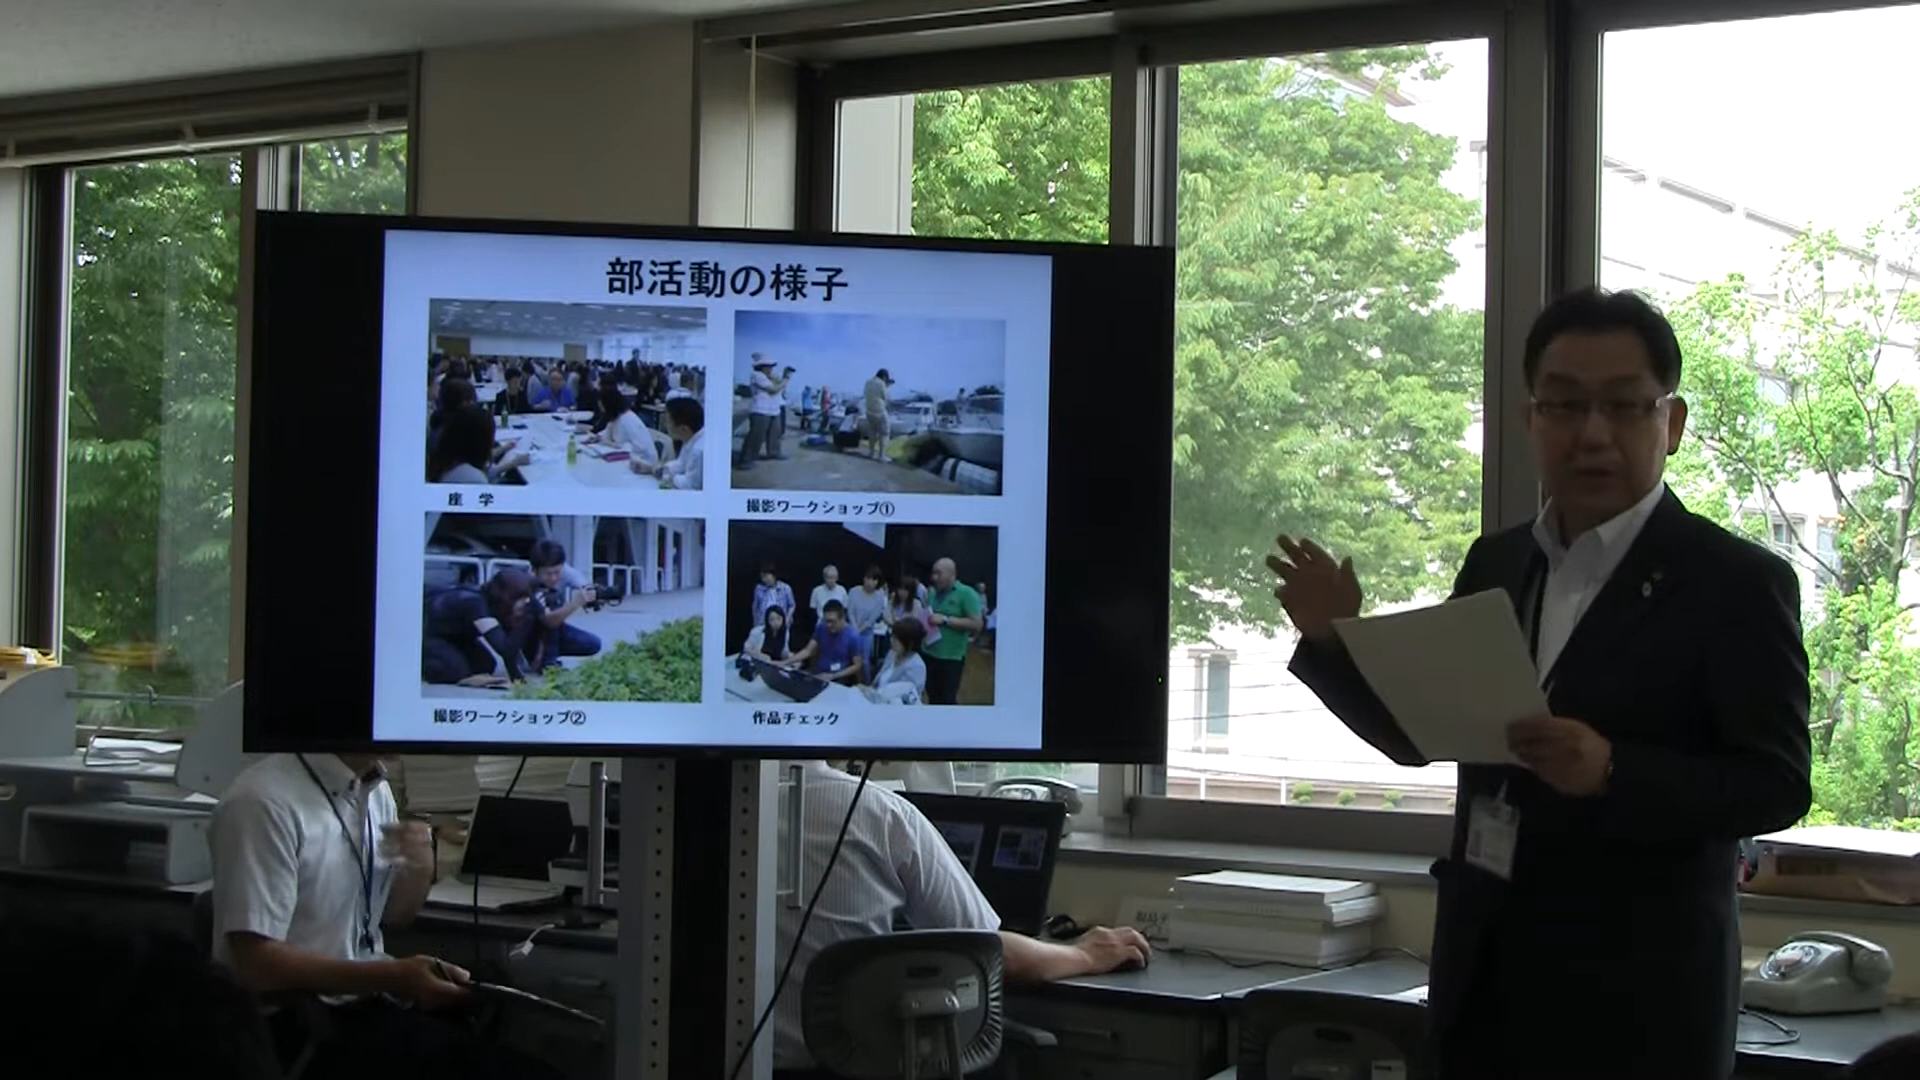 部活動の様子
座 学
撮影ワークショップ①
撮影ワークショップ②
作品チェック